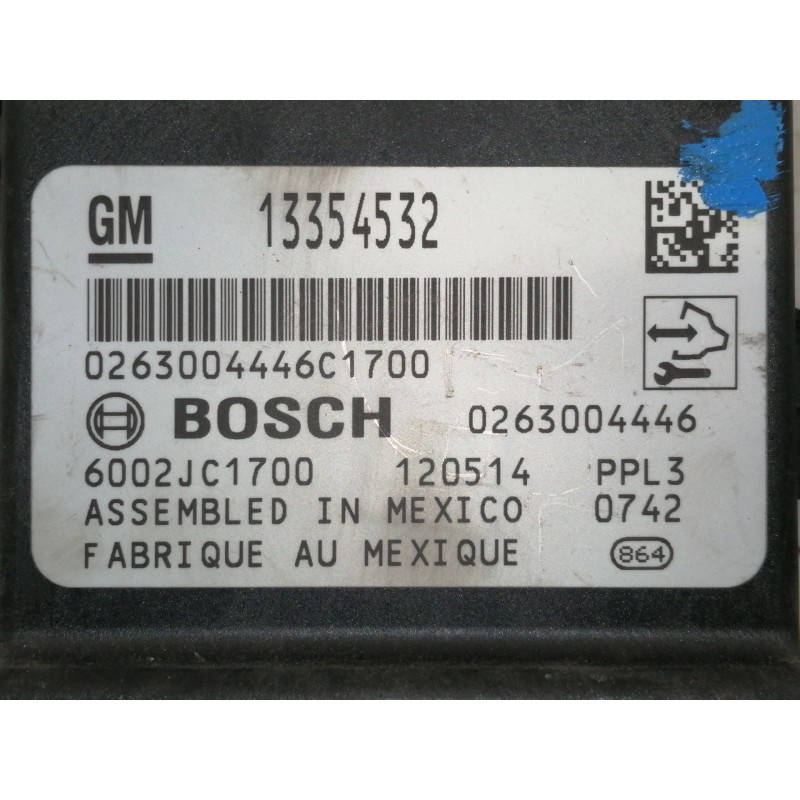 GM 13354532
0263004446C1700
BOSCH 0263004446
6002JC1700 120514 PPL3
ASSEMBLED IN MEXICO 0742
FABRIQUE AU MEXIQUE 864